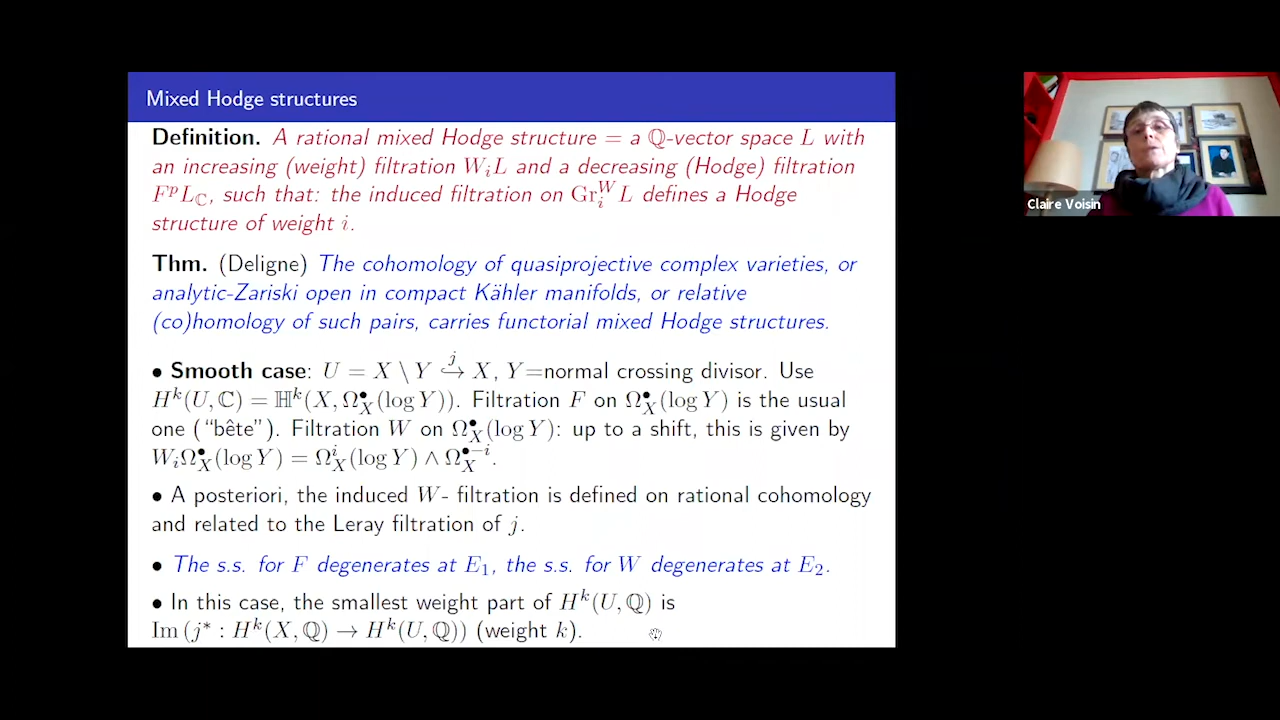 Mixed Hodge structures
Definition. A rational mixed Hodge structure = a ℚ-vector space L with
an increasing (weight) filtration W_iL and a decreasing (Hodge) filtration
F^pL_ℂ, such that: the induced filtration on Gr_i^W L defines a Hodge
structure of weight i.
Thm. (Deligne) The cohomology of quasiprojective complex varieties, or
analytic-Zariski open in compact Kähler manifolds, or relative
(co)homology of such pairs, carries functorial mixed Hodge structures.
• Smooth case: U = X \ Y ↪^j X, Y=normal crossing divisor. Use
H^k(U, ℂ) = ℍ^k(X, Ω_X^•(log Y)). Filtration F on Ω_X^•(log Y) is the usual
one ("bête"). Filtration W on Ω_X^•(log Y): up to a shift, this is given by
W_iΩ_X^•(log Y) = Ω_X^i(log Y) ∧ Ω_X^{•−i}.
• A posteriori, the induced W- filtration is defined on rational cohomology
and related to the Leray filtration of j.
• The s.s. for F degenerates at E_1, the s.s. for W degenerates at E_2.
• In this case, the smallest weight part of H^k(U, ℚ) is
Im (j^* : H^k(X, ℚ) → H^k(U, ℚ)) (weight k).
Claire Voisin